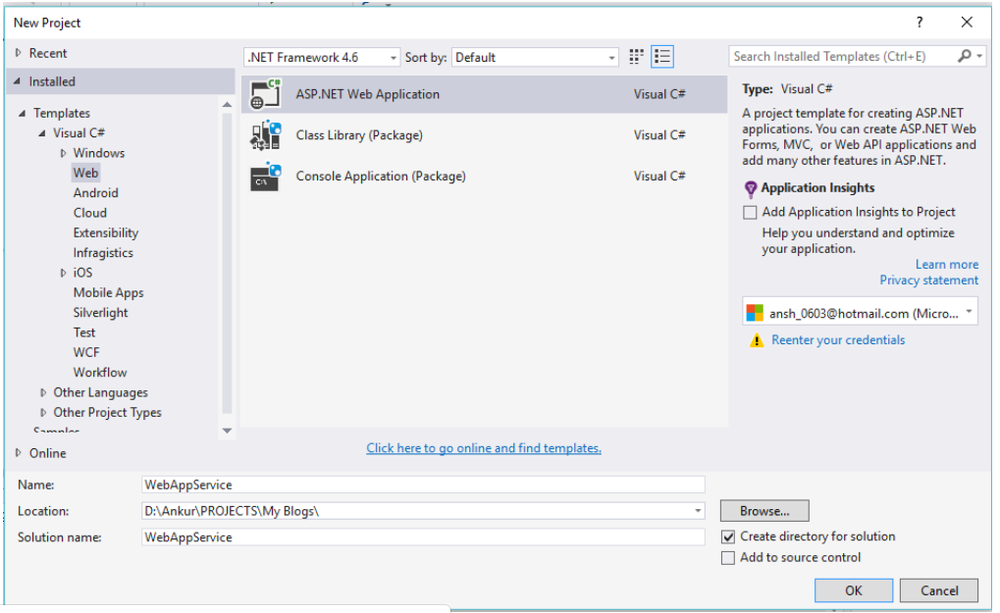 New Project
?
Recent
Installed
Templates
Visual C#
Windows
Web
Android
Cloud
Extensibility
Infragistics
iOS
Mobile Apps
Silverlight
Test
WCF
Workflow
Other Languages
Other Project Types
Samples
Online
.NET Framework 4.6 Sort by: Default
ASP.NET Web Application Visual C#
Class Library (Package) Visual C#
Console Application (Package) Visual C#
Click here to go online and find templates.
Search Installed Templates (Ctrl+E)
Type: Visual C#
A project template for creating ASP.NET
applications. You can create ASP.NET Web
Forms, MVC, or Web API applications and
add many other features in ASP.NET.
Application Insights
Add Application Insights to Project
Help you understand and optimize
your application.
Learn more
Privacy statement
ansh_0603@hotmail.com (Micro...
Reenter your credentials
Name: WebAppService
Location: D:\Ankur\PROJECTS\My Blogs\ Browse...
Solution name: WebAppService
Create directory for solution
Add to source control
OK Cancel